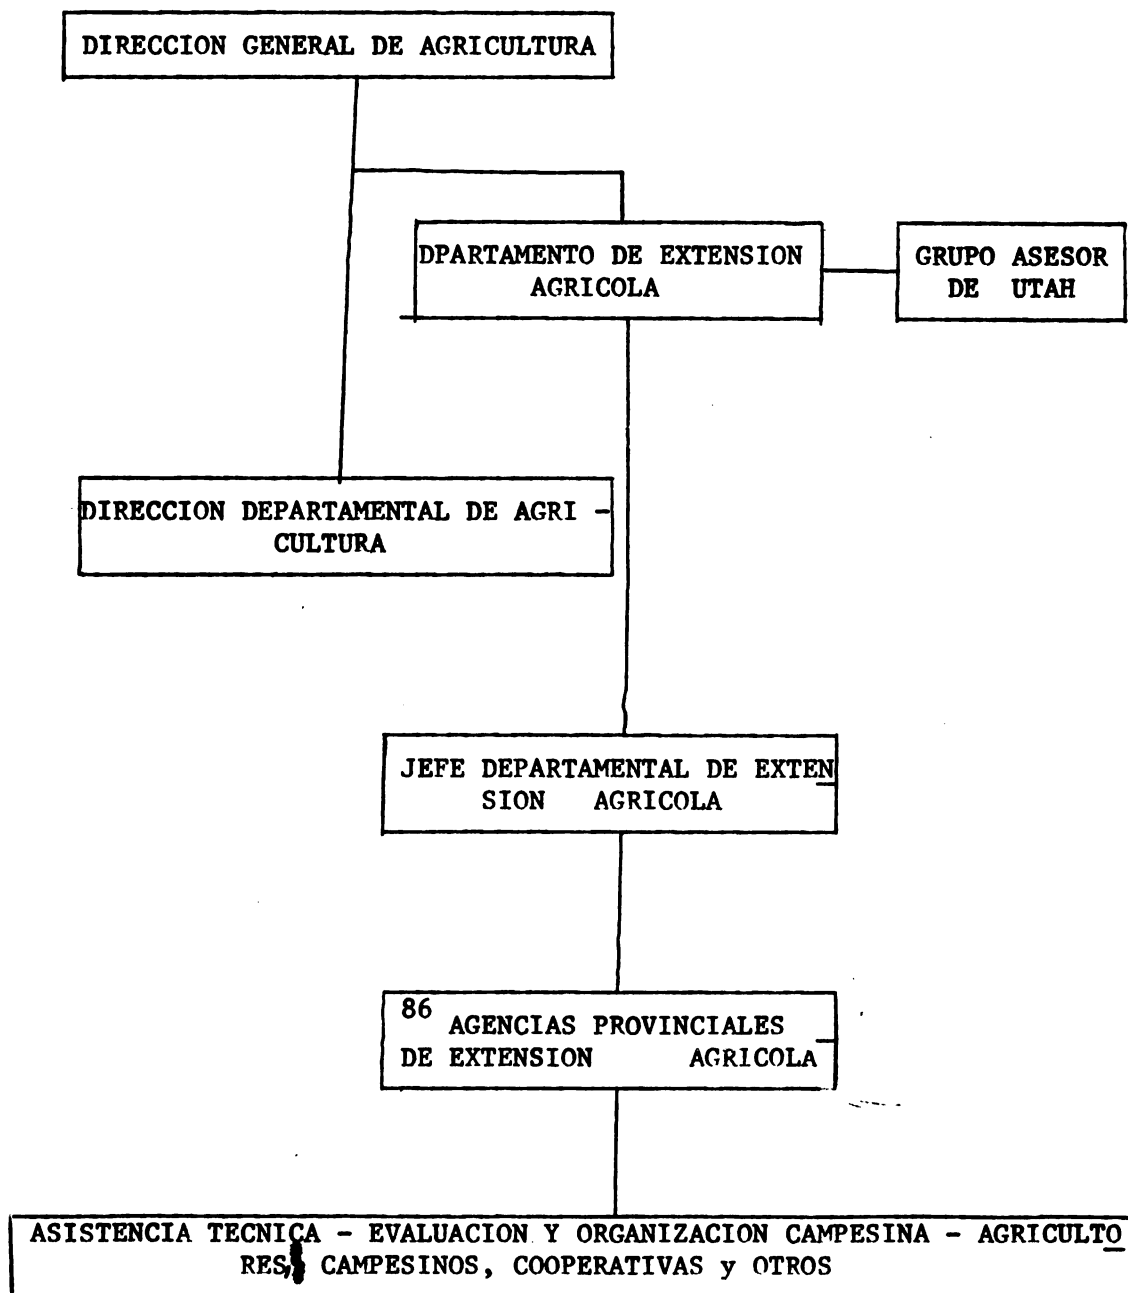 DIRECCION GENERAL DE AGRICULTURA
DPARTAMENTO DE EXTENSION
AGRICOLA
GRUPO ASESOR
DE UTAH
DIRECCION DEPARTAMENTAL DE AGRI -
CULTURA
JEFE DEPARTAMENTAL DE EXTEN
SION AGRICOLA
86
AGENCIAS PROVINCIALES
DE EXTENSION AGRICOLA
ASISTENCIA TECNICA - EVALUACION Y ORGANIZACION CAMPESINA - AGRICULTO
RES, CAMPESINOS, COOPERATIVAS y OTROS